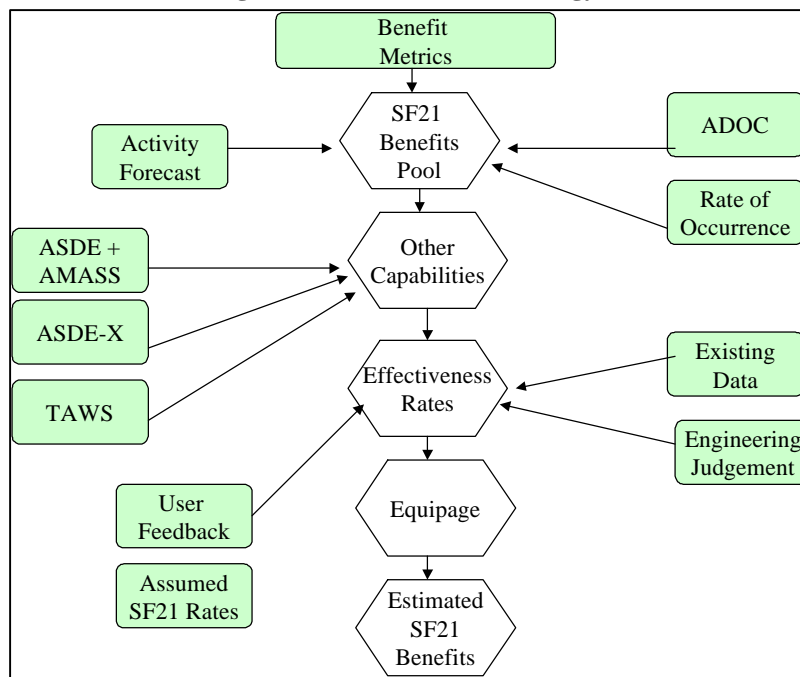 Benefit
Metrics
SF21
Benefits
Pool
Activity
Forecast
ADOC
Rate of
Occurrence
ASDE +
AMASS
Other
Capabilities
ASDE-X
TAWS
Effectiveness
Rates
Existing
Data
Engineering
Judgement
User
Feedback
Equipage
Assumed
SF21 Rates
Estimated
SF21
Benefits